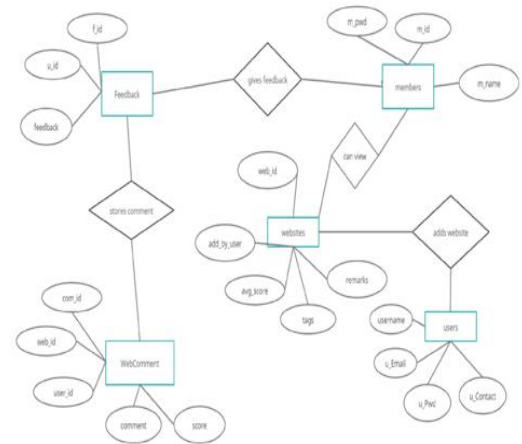 f_id
m_pwd
m_id
u_id
Feedback
gives feedback
members
m_name
feedback
can view
web_id
stores comment
add_by_user
websites
adds website
avg_score
remarks
tags
com_id
username
users
web_id
WebComment
u_Email
user_id
u_Pwd
u_Contact
comment
score